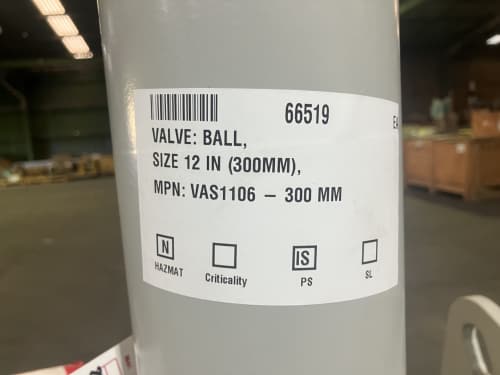 66519
VALVE: BALL,
SIZE 12 IN (300MM),
MPN: VAS1106 – 300 MM
N
IS
HAZMAT
Criticality
PS
SL